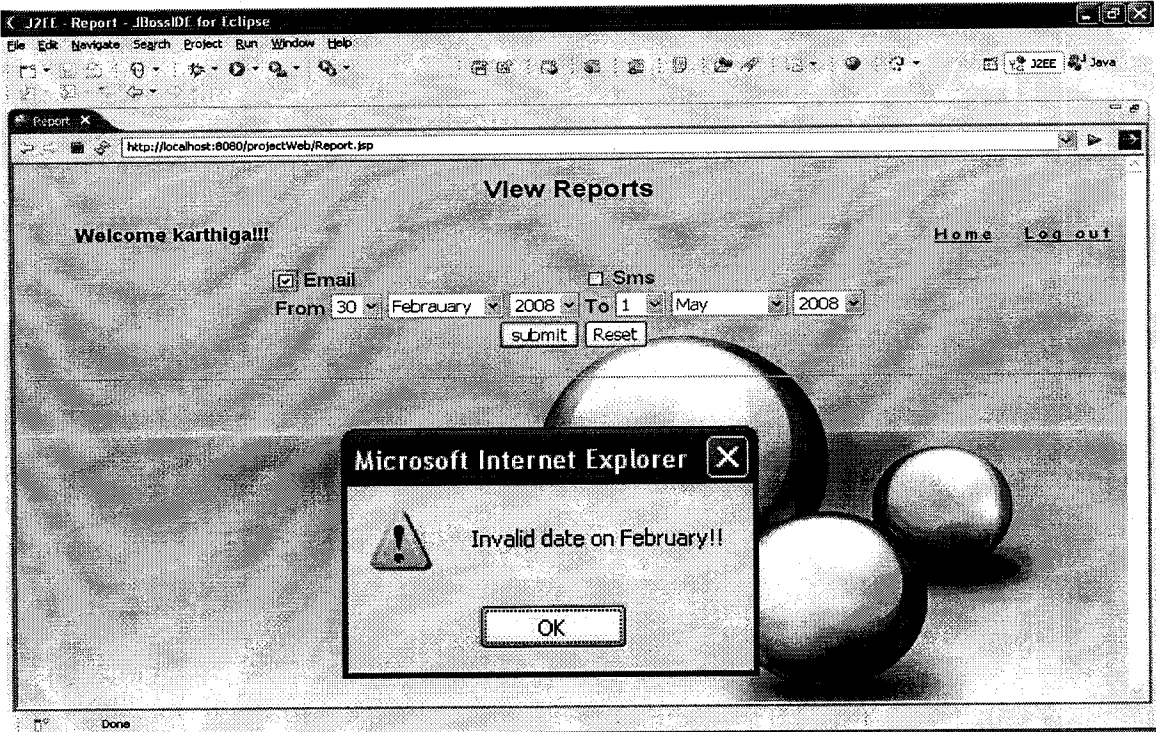 J2EE - Report - JBossIDE for Eclipse
File Edit Navigate Search Project Run Window Help
J2EE Java
Report
http://localhost:8080/projectWeb/Report.jsp
View Reports
Welcome karthiga!!!
Home Log out
Email Sms
From 30 Febrauary 2008 To 1 May 2008
submit Reset
Microsoft Internet Explorer
Invalid date on February!!
OK
Done